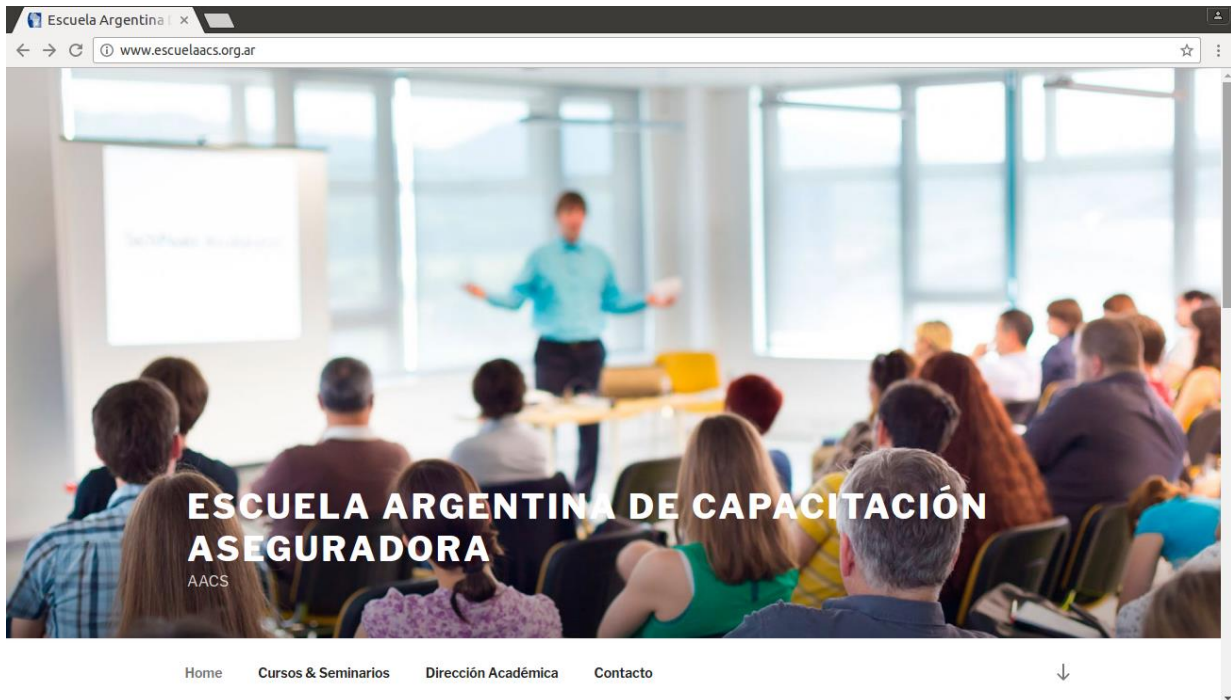 Escuela Argentina
www.escuelaacs.org.ar
ESCUELA ARGENTINA DE CAPACITACIÓN
ASEGURADORA
AACS
Home Cursos & Seminarios Dirección Académica Contacto